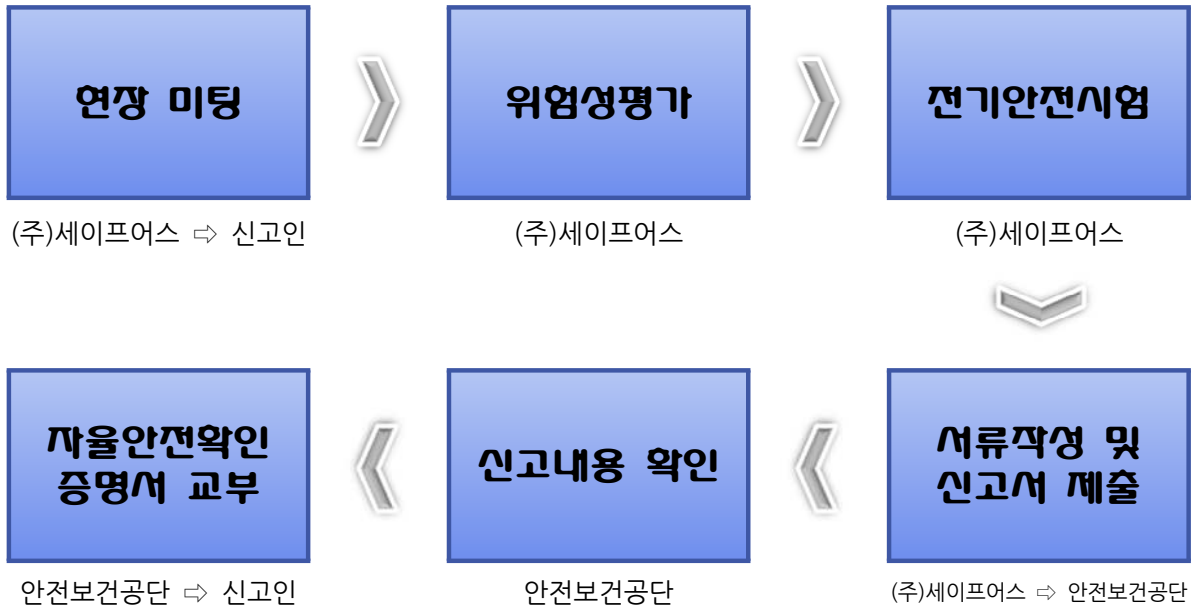 현장 미팅
(주)세이프어스 ⇨ 신고인
위험성평가
(주)세이프어스
전기안전시험
(주)세이프어스
서류작성 및
신고서 제출
(주)세이프어스 ⇨ 안전보건공단
신고내용 확인
안전보건공단
자율안전확인
증명서 교부
안전보건공단 ⇨ 신고인